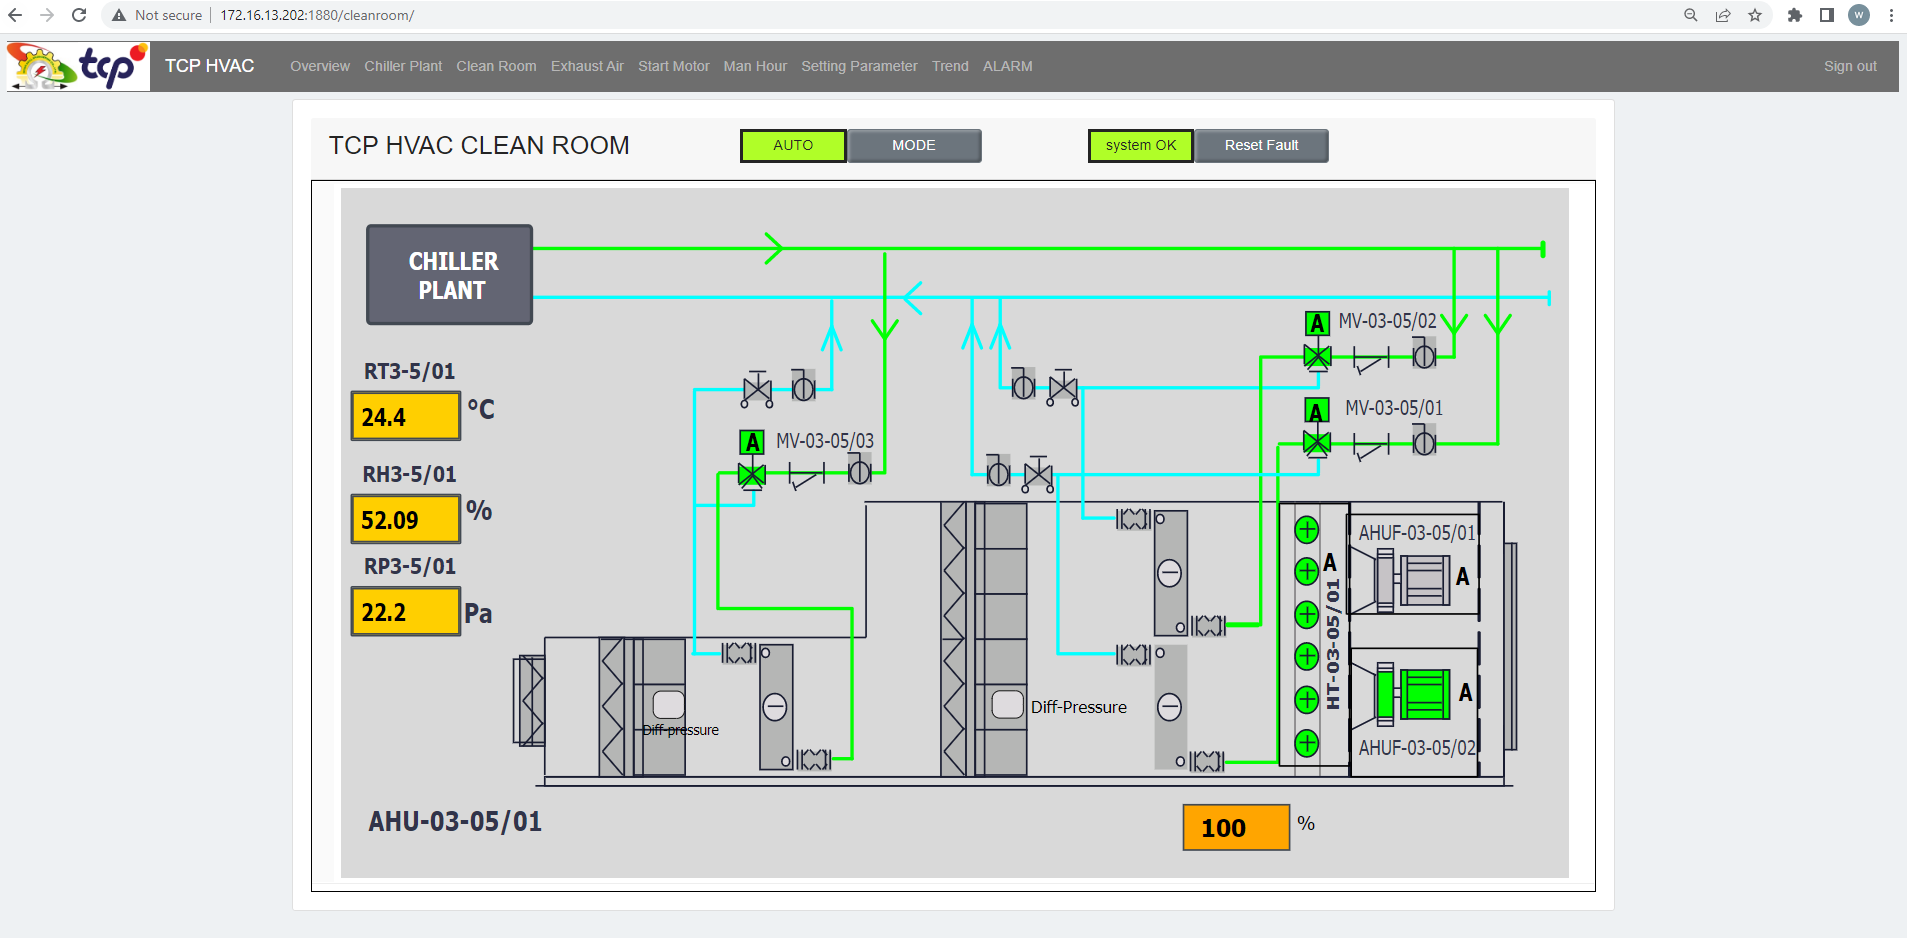 Not secure | 172.16.13.202:1880/cleanroom/
W
tcp
TCP HVAC
Overview Chiller Plant Clean Room Exhaust Air Start Motor Man Hour Setting Parameter Trend ALARM
Sign out
TCP HVAC CLEAN ROOM
AUTO MODE
system OK Reset Fault
CHILLER
PLANT
A MV-03-05/02
RT3-5/01
24.4 °C
A MV-03-05/01
A MV-03-05/03
RH3-5/01
52.09 %
RP3-5/01
22.2 Pa
AHUF-03-05/01
A
A
HT-03-05/01
A
AHUF-03-05/02
Diff-pressure
Diff-Pressure
AHU-03-05/01
100 %